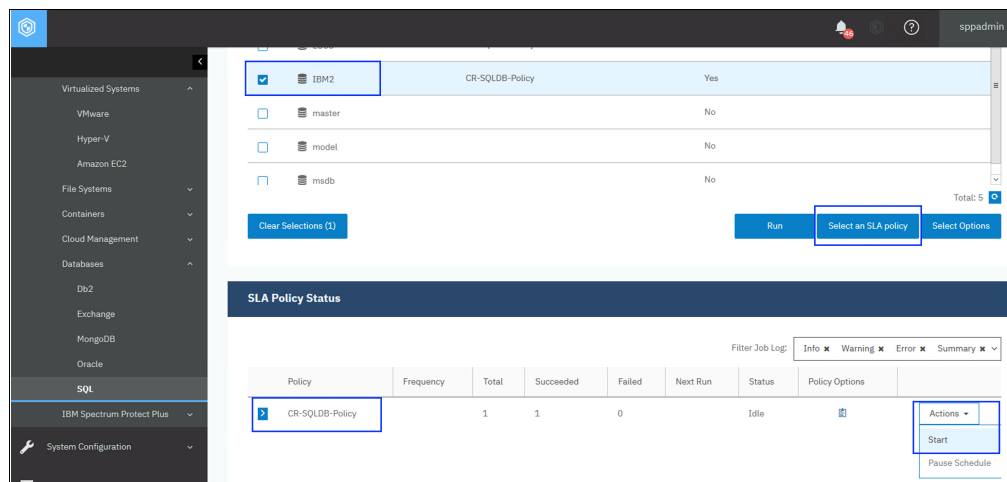 46
?
sppadmin
IBM2 CR-SQLDB-Policy Yes
Virtualized Systems
VMware
master No
Hyper-V
model No
Amazon EC2
msdb No
File Systems
Total: 5
Containers
Clear Selections (1) Run Select an SLA policy Select Options
Cloud Management
Databases
Db2
SLA Policy Status
Exchange
MongoDB
Filter Job Log: Info × Warning × Error × Summary ×
Oracle
Policy Frequency Total Succeeded Failed Next Run Status Policy Options
SQL
IBM Spectrum Protect Plus
CR-SQLDB-Policy 1 1 0 Idle Actions
Start
System Configuration
Pause Schedule